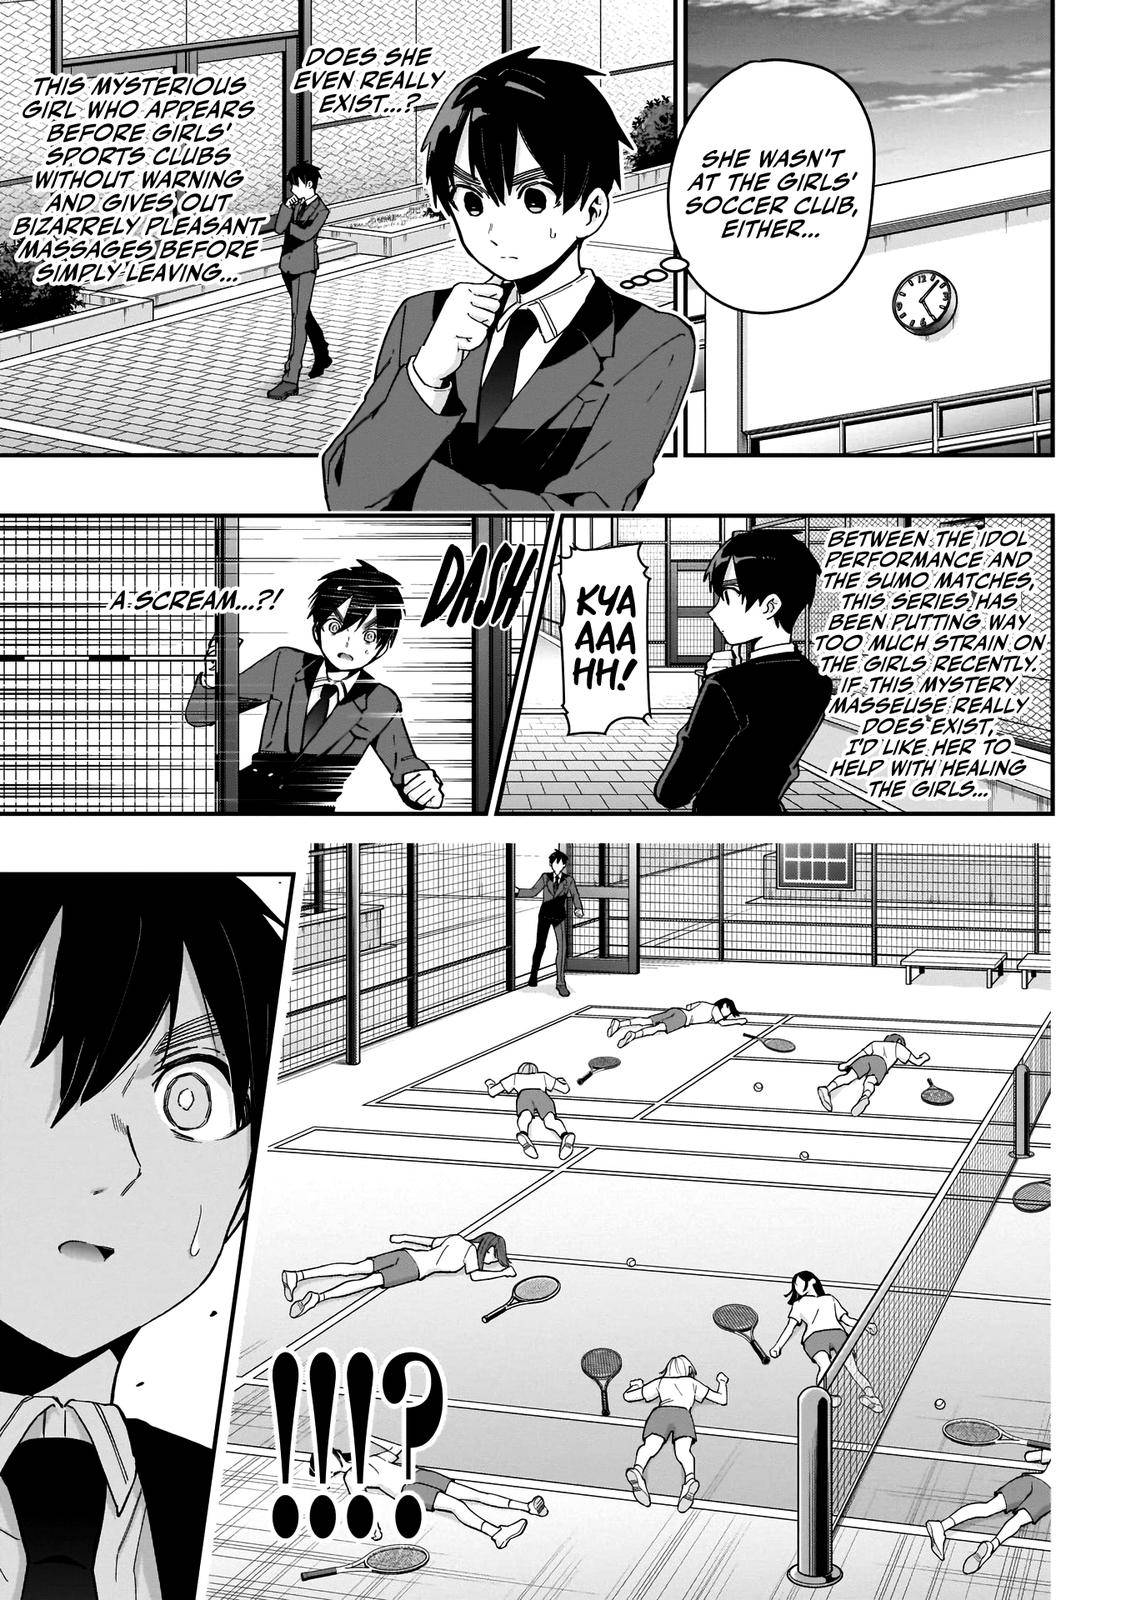 SHE WASN'T
AT THE GIRLS'
SOCCER CLUB,
EITHER...
DOES SHE
EVEN REALLY
EXIST...?
THIS MYSTERIOUS
GIRL WHO APPEARS
BEFORE GIRLS'
SPORTS CLUBS
WITHOUT WARNING
AND GIVES OUT
BIZARRELY PLEASANT
MASSAGES BEFORE
SIMPLY LEAVING...
BETWEEN THE IDOL
PERFORMANCE AND
THE SUMO MATCHES,
THIS SERIES HAS
BEEN PUTTING WAY
TOO MUCH STRAIN ON
THE GIRLS RECENTLY.
IF THIS MYSTERY
MASSEUSE REALLY
DOES EXIST,
I'D LIKE HER TO
HELP WITH HEALING
THE GIRLS...
KYA
AAA
AAA
HH!
DASH
A SCREAM...?!
!!!?